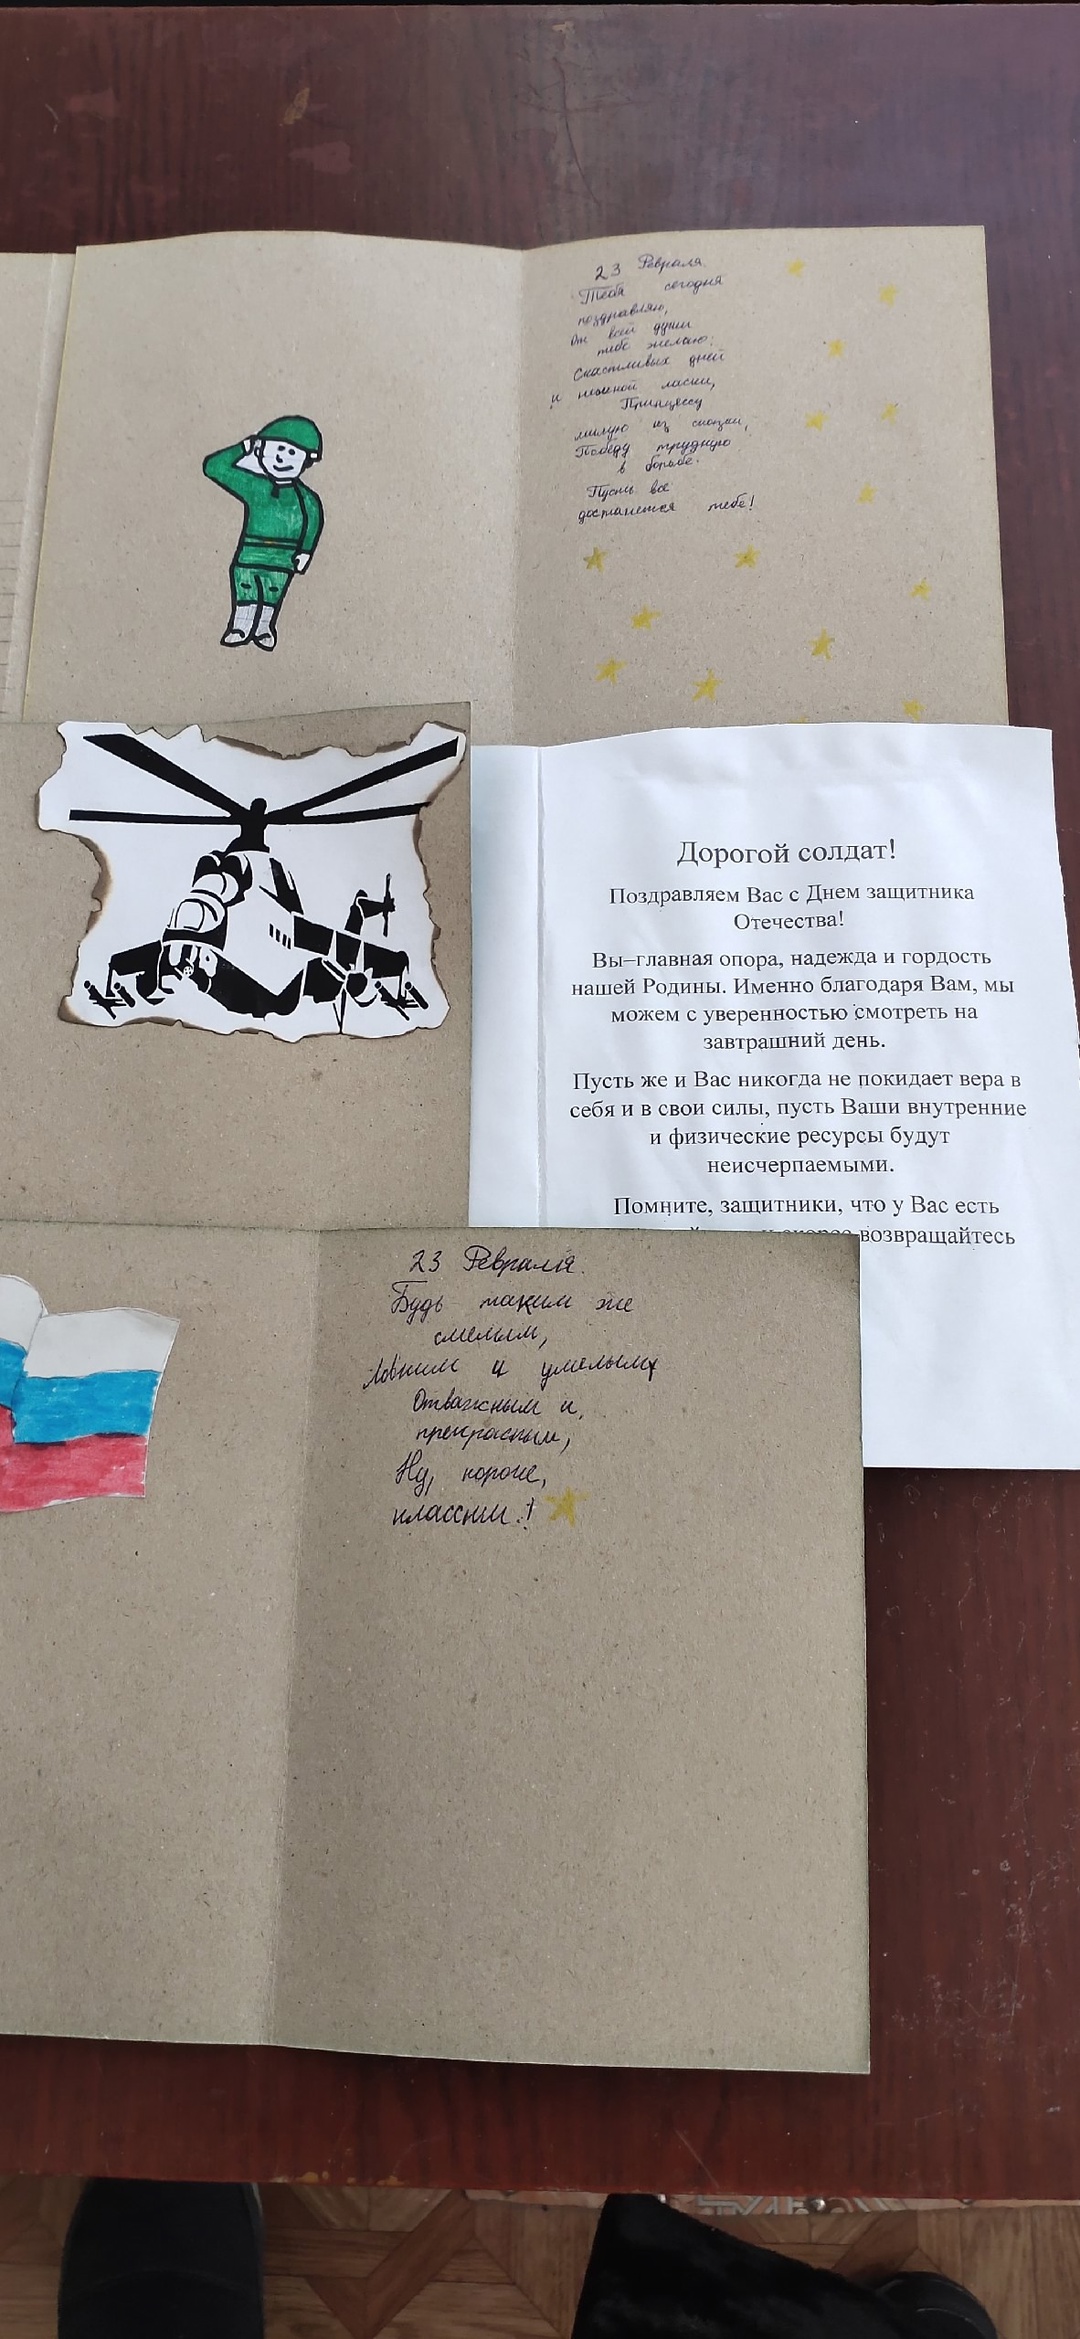 23 Февраля.
Тебя сегодня
поздравляю,
От всей души
тебе желаю:
Счастливых дней
и нежной ласки,
Принцессу
милую из сказки,
Победу трудную
в борьбе.
Пусть все
достанется тебе!
Дорогой солдат!
Поздравляем Вас с Днем защитника
Отечества!
Вы–главная опора, надежда и гордость
нашей Родины. Именно благодаря Вам, мы
можем с уверенностью смотреть на
завтрашний день.
Пусть же и Вас никогда не покидает вера в
себя и в свои силы, пусть Ваши внутренние
и физические ресурсы будут
неисчерпаемыми.
Помните, защитники, что у Вас есть
скорее возвращайтесь
23 Февраля.
Будь таким же
смелым,
Ловким и умелым
Отважным и
прекрасным,
Ну, короче,
классним!